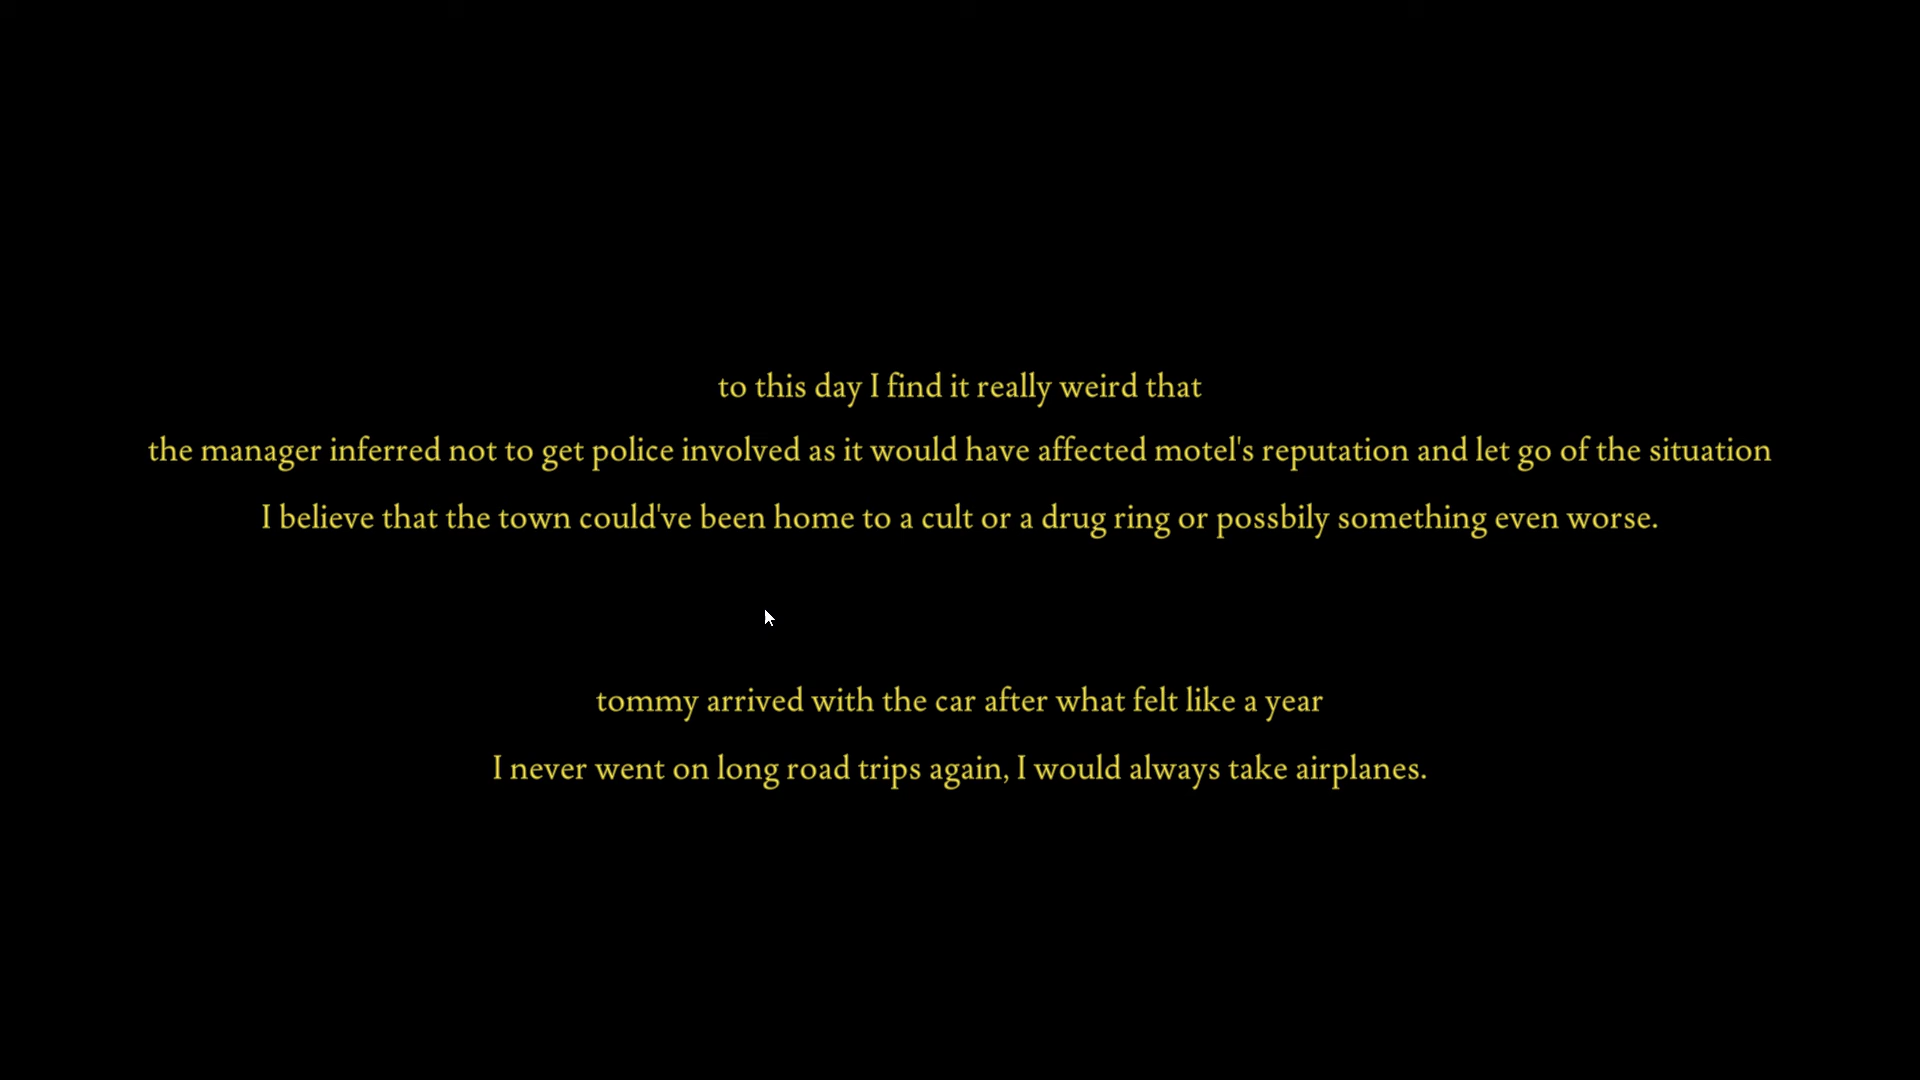 to this day I find it really weird that
the manager inferred not to get police involved as it would have affected motel's reputation and let go of the situation
I believe that the town could've been home to a cult or a drug ring or possbily something even worse.
tommy arrived with the car after what felt like a year
I never went on long road trips again, I would always take airplanes.